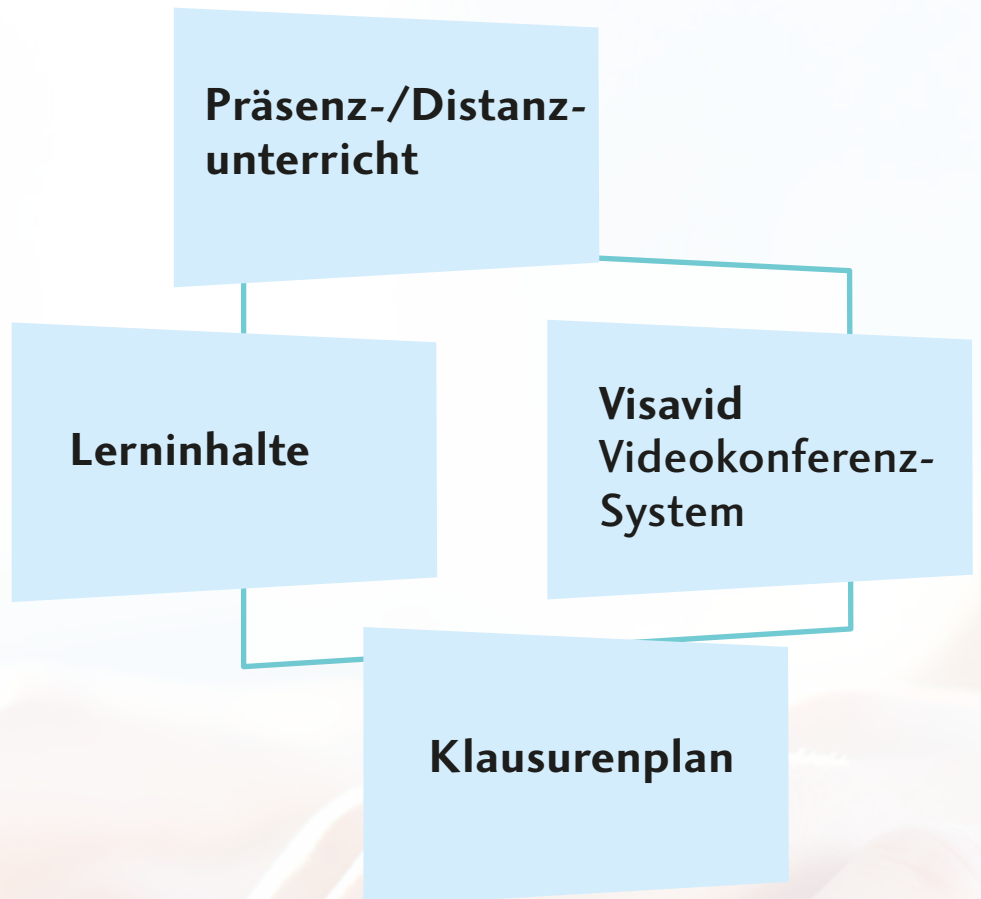 Präsenz-/Distanz-
unterricht
Lerninhalte
Visavid
Videokonferenz-
System
Klausurenplan